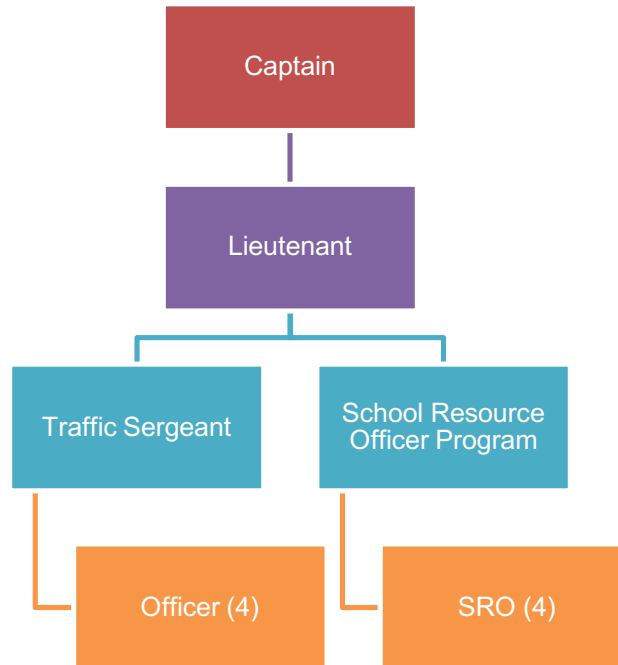 Captain
Lieutenant
Traffic Sergeant
School Resource
Officer Program
Officer (4)
SRO (4)